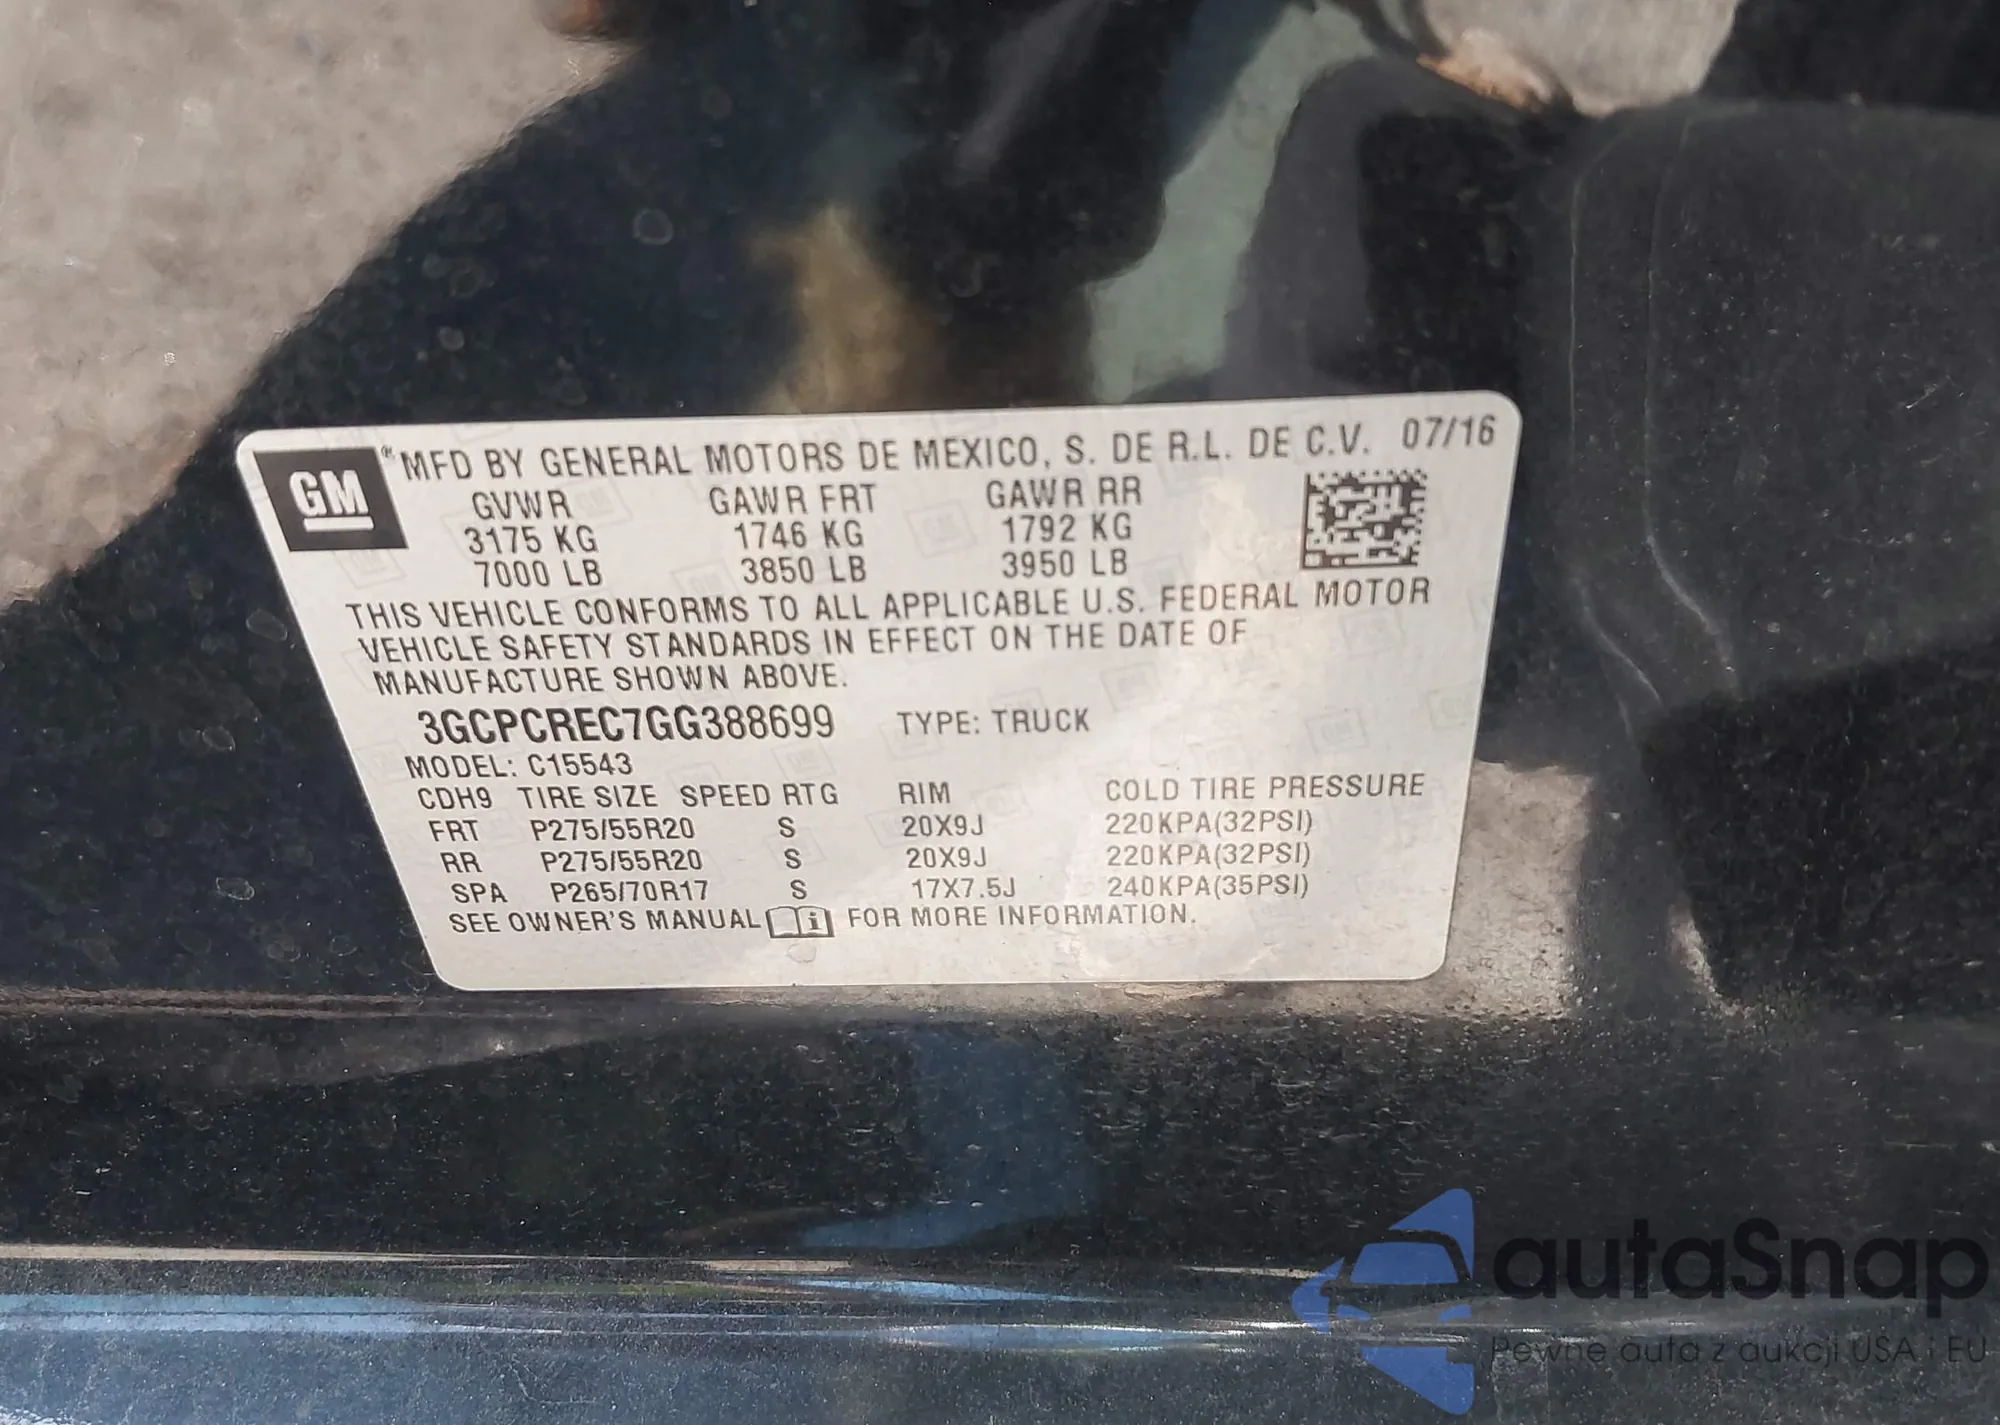 GM ® MFD BY GENERAL MOTORS DE MEXICO, S. DE R.L. DE C.V. 07/16
GVWR GAWR FRT GAWR RR
3175 KG 1746 KG 1792 KG
7000 LB 3850 LB 3950 LB
THIS VEHICLE CONFORMS TO ALL APPLICABLE U.S. FEDERAL MOTOR
VEHICLE SAFETY STANDARDS IN EFFECT ON THE DATE OF
MANUFACTURE SHOWN ABOVE.
3GCPCREC7GG388699 TYPE: TRUCK
MODEL: C15543
CDH9 TIRE SIZE SPEED RTG RIM COLD TIRE PRESSURE
FRT P275/55R20 S 20X9J 220KPA(32PSI)
RR P275/55R20 S 20X9J 220KPA(32PSI)
SPA P265/70R17 S 17X7.5J 240KPA(35PSI)
SEE OWNER'S MANUAL i FOR MORE INFORMATION.
autaSnap
Pewne auta z aukcji USA i EU